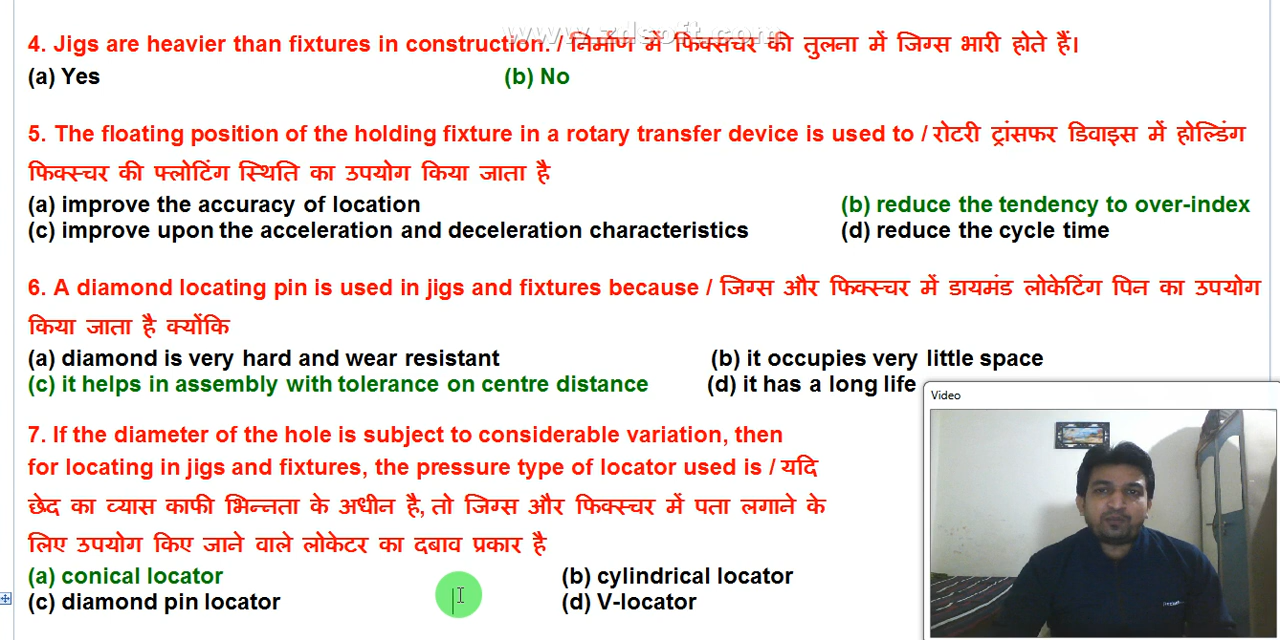 www.zdsoft.com
4. Jigs are heavier than fixtures in construction. / निर्माण में फिक्सचर की तुलना में जिग्स भारी होते हैं।
(a) Yes (b) No
5. The floating position of the holding fixture in a rotary transfer device is used to / रोटरी ट्रांसफर डिवाइस में होल्डिंग
फिक्स्चर की फ्लोटिंग स्थिति का उपयोग किया जाता है
(a) improve the accuracy of location (b) reduce the tendency to over-index
(c) improve upon the acceleration and deceleration characteristics (d) reduce the cycle time
6. A diamond locating pin is used in jigs and fixtures because / जिग्स और फिक्स्चर में डायमंड लोकेटिंग पिन का उपयोग
किया जाता है क्योंकि
(a) diamond is very hard and wear resistant (b) it occupies very little space
(c) it helps in assembly with tolerance on centre distance (d) it has a long life
Video
7. If the diameter of the hole is subject to considerable variation, then
for locating in jigs and fixtures, the pressure type of locator used is / यदि
छेद का व्यास काफी भिन्नता के अधीन है, तो जिग्स और फिक्स्चर में पता लगाने के
लिए उपयोग किए जाने वाले लोकेटर का दबाव प्रकार है
(a) conical locator (b) cylindrical locator
(c) diamond pin locator (d) V-locator